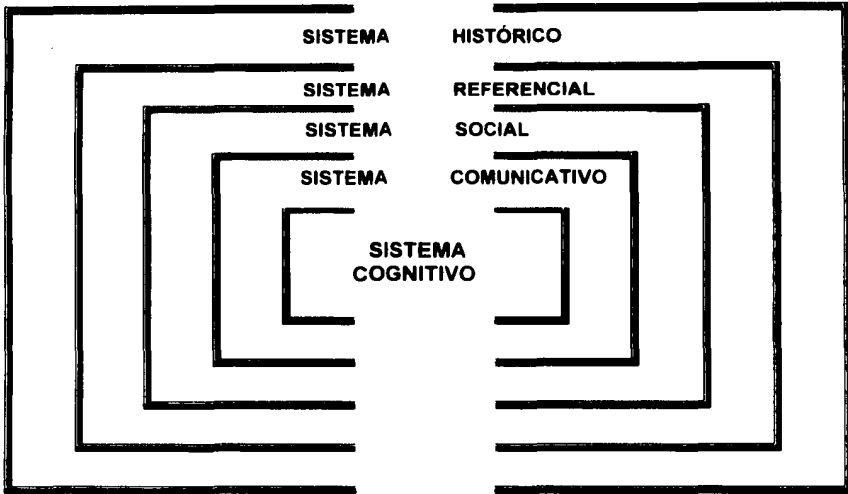 SISTEMA HISTÓRICO
SISTEMA REFERENCIAL
SISTEMA SOCIAL
SISTEMA COMUNICATIVO
SISTEMA
COGNITIVO